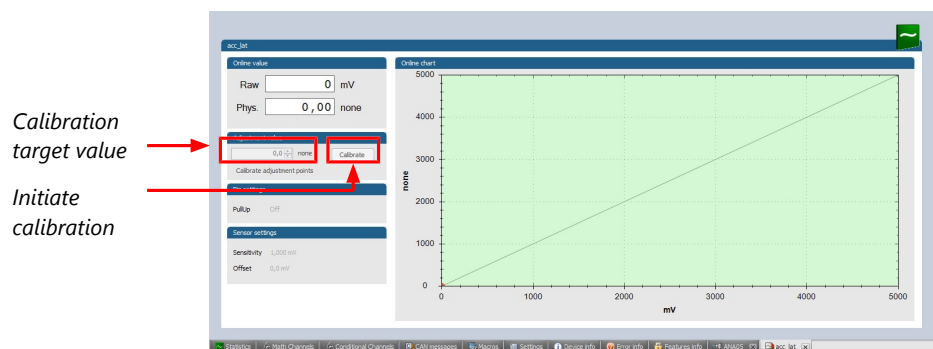 acc_lat
Online value
Raw 0 mV
Phys. 0,00 none
Calibration
target value
Initiate
calibration
0,0 none Calibrate
Calibrate adjustment points
PullUp Off
Sensor settings
Sensitivity 1,000 mV
Offset 0,0 mV
Online chart
5000
4000
3000
2000
1000
0
none
0 1000 2000 3000 4000 5000
mV
Statistics Math Channels Conditional Channels CAN messages Macros Settings Device info Error info Features info ANA05 acc_lat